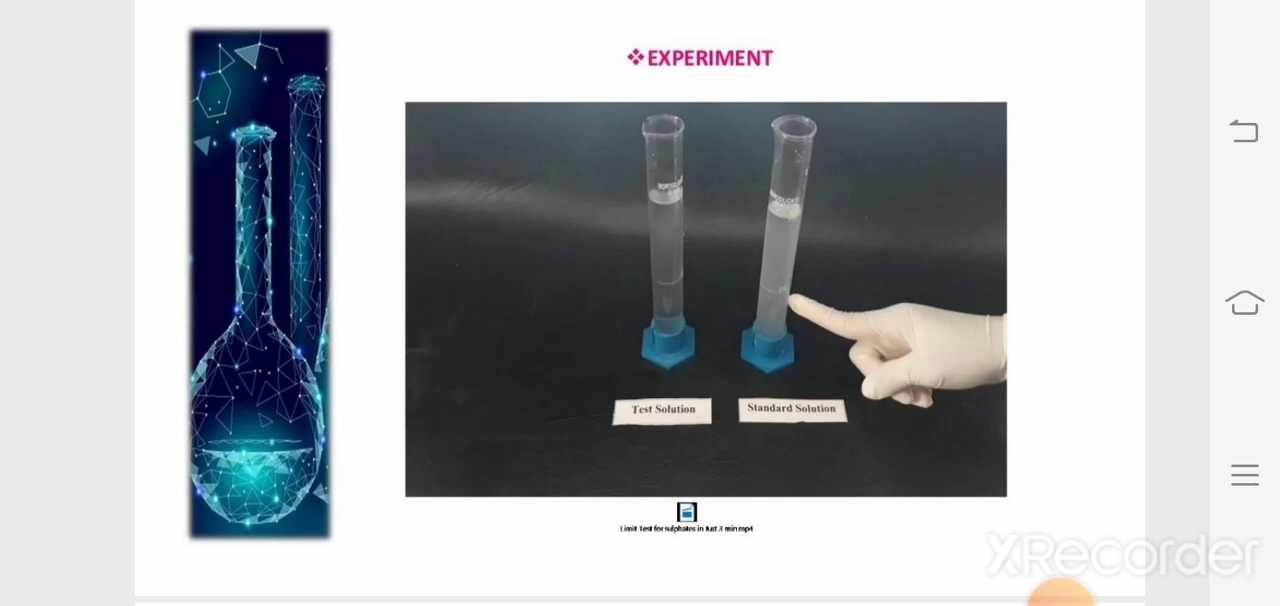 ❖EXPERIMENT
Test Solution
Standard Solution
Limit Test for sulphates in Just 3 min.mp4
XRecorder